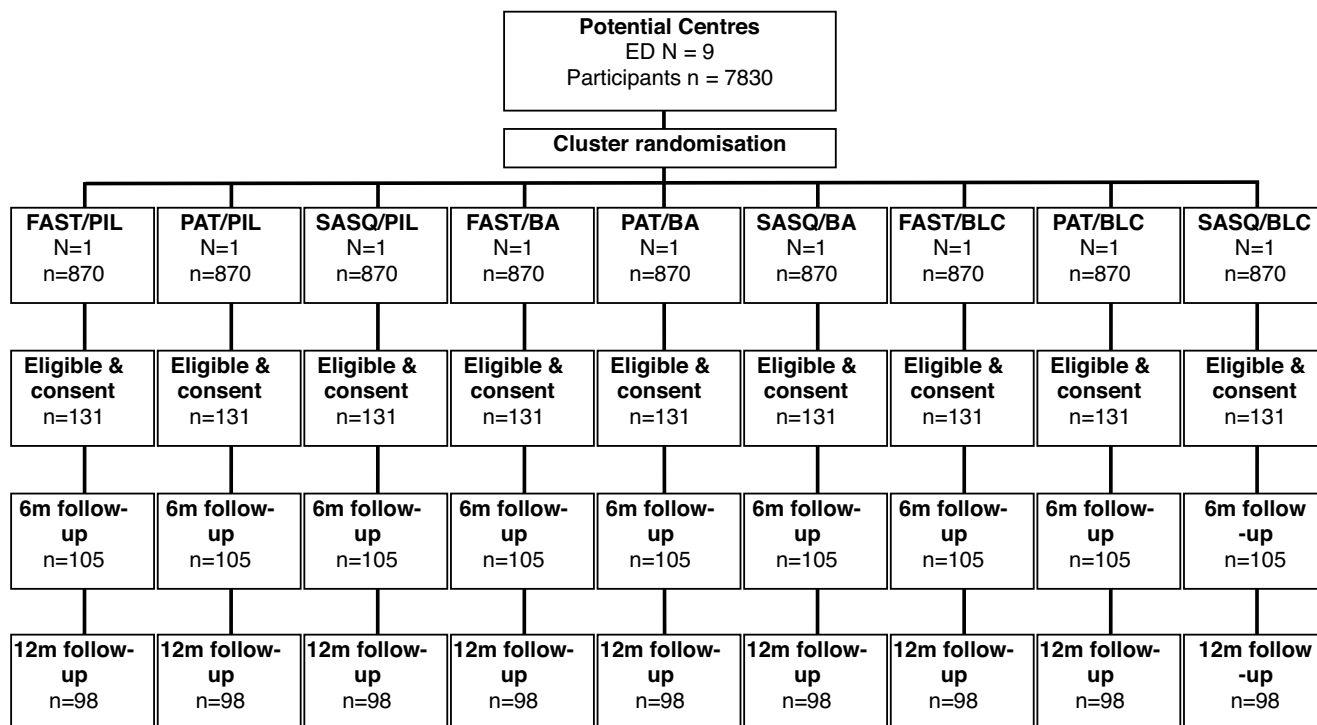 Potential Centres
ED N = 9
Participants n = 7830
Cluster randomisation
FAST/PIL
N=1
n=870
PAT/PIL
N=1
n=870
SASQ/PIL
N=1
n=870
FAST/BA
N=1
n=870
PAT/BA
N=1
n=870
SASQ/BA
N=1
n=870
FAST/BLC
N=1
n=870
PAT/BLC
N=1
n=870
SASQ/BLC
N=1
n=870
Eligible &
consent
n=131
Eligible &
consent
n=131
Eligible &
consent
n=131
Eligible &
consent
n=131
Eligible &
consent
n=131
Eligible &
consent
n=131
Eligible &
consent
n=131
Eligible &
consent
n=131
Eligible &
consent
n=131
6m follow-
up
n=105
6m follow-
up
n=105
6m follow-
up
n=105
6m follow-
up
n=105
6m follow-
up
n=105
6m follow-
up
n=105
6m follow-
up
n=105
6m follow-
up
n=105
6m follow
-up
n=105
12m follow-
up
n=98
12m follow-
up
n=98
12m follow-
up
n=98
12m follow-
up
n=98
12m follow-
up
n=98
12m follow-
up
n=98
12m follow-
up
n=98
12m follow-
up
n=98
12m follow
-up
n=98